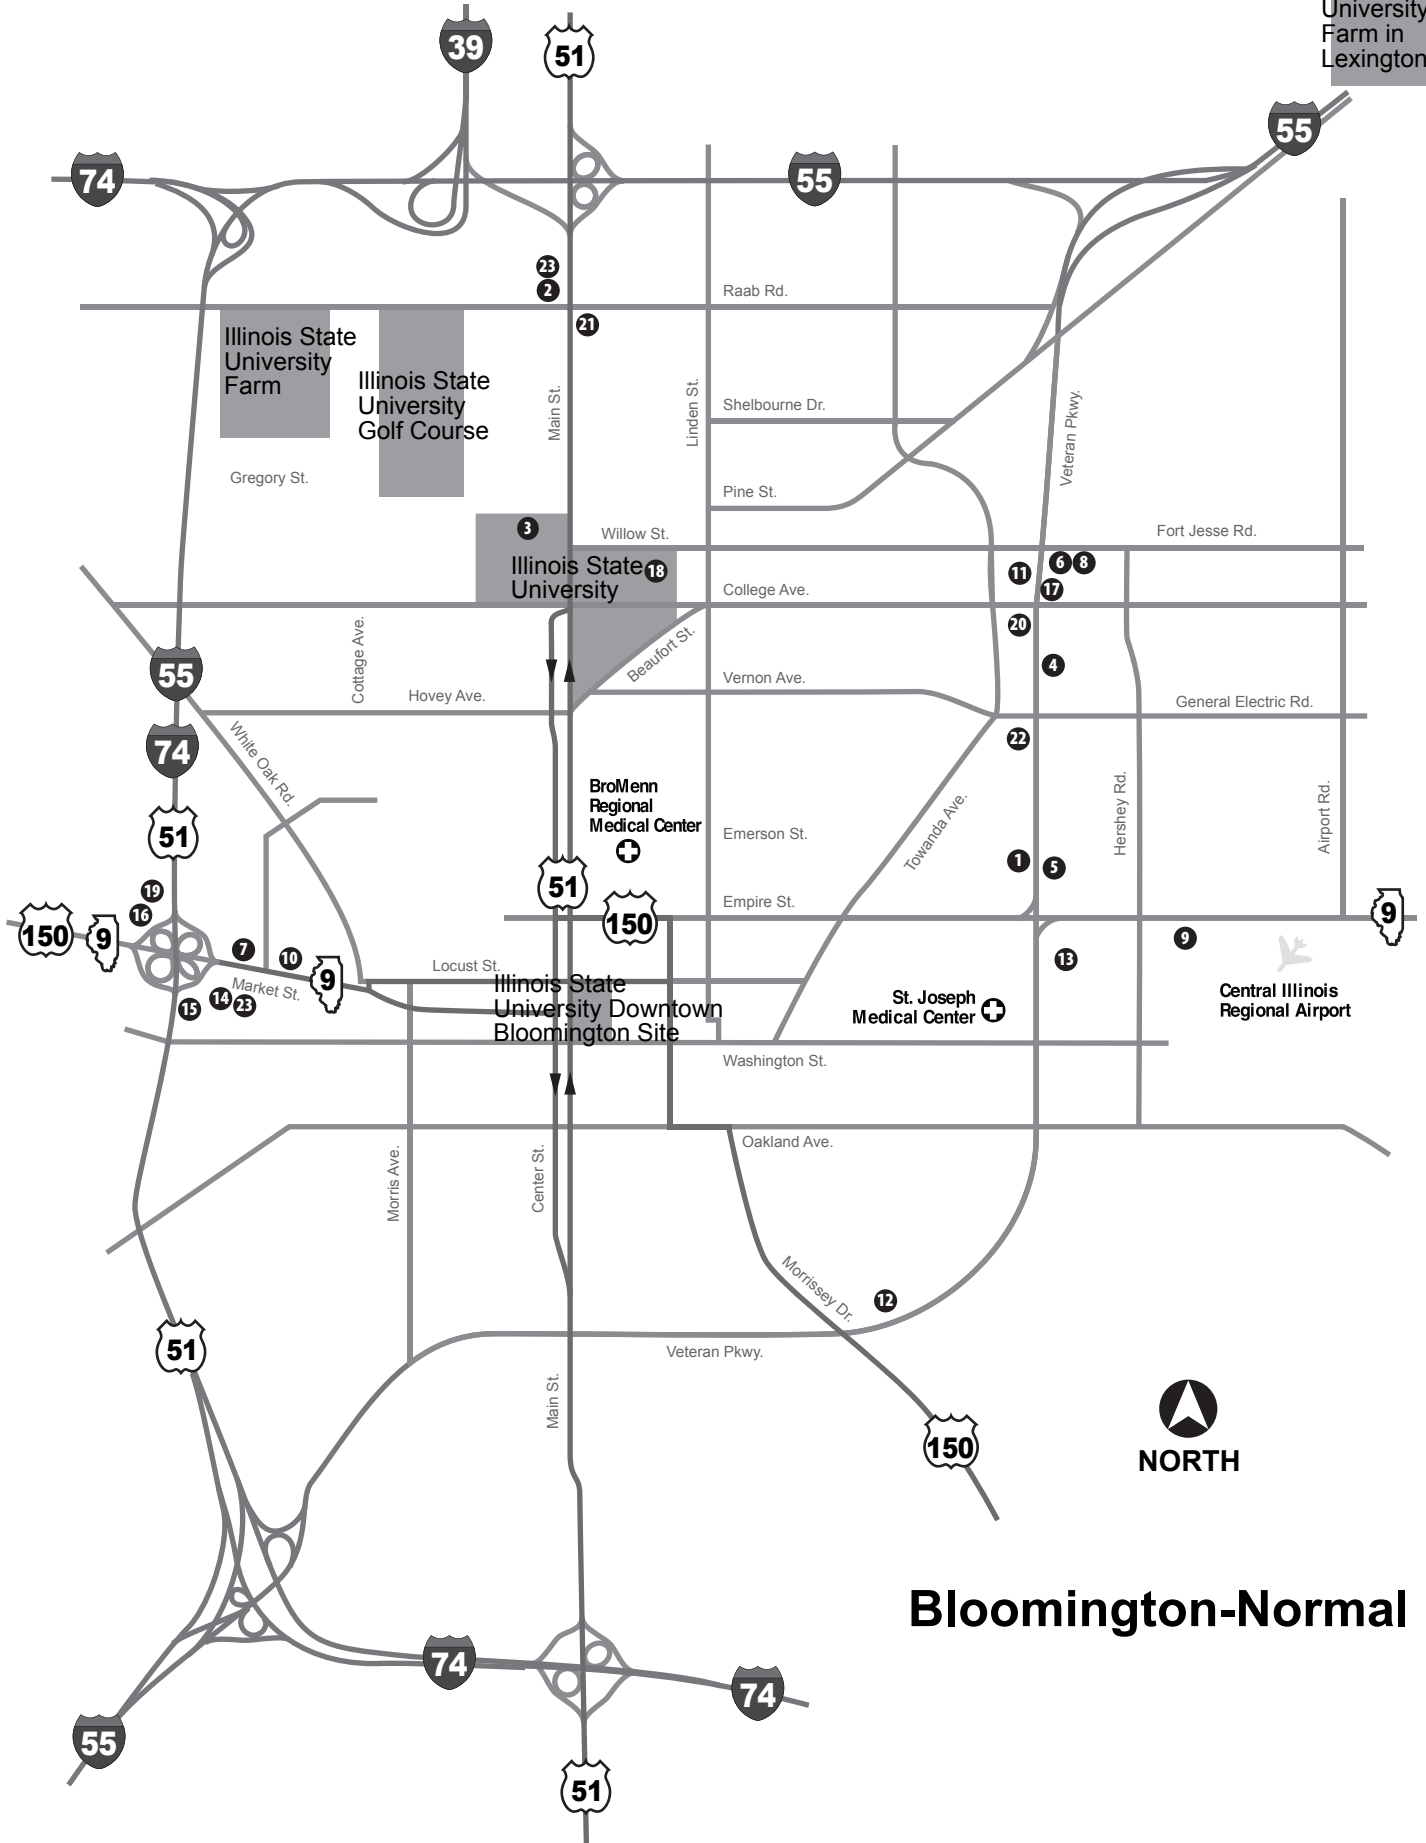 University
Farm in
Lexington
39
51
55
74
55
23
2
Raab Rd.
21
Illinois State
University
Farm
Illinois State
University
Golf Course
Main St.
Linden St.
Shelbourne Dr.
Veteran Pkwy.
Gregory St.
Pine St.
3
Willow St.
Fort Jesse Rd.
Illinois State
University
18
11
6
8
17
College Ave.
20
Cottage Ave.
Beaufort St.
4
55
Hovey Ave.
Vernon Ave.
General Electric Rd.
74
White Oak Rd.
22
BroMenn
Regional
Medical Center
Towanda Ave.
Hershey Rd.
Airport Rd.
51
Emerson St.
1
5
19
51
16
Empire St.
150
9
150
9
7
10
9
9
13
Locust St.
Market St.
14
23
15
Illinois State
University Downtown
Bloomington Site
St. Joseph
Medical Center
Central Illinois
Regional Airport
Washington St.
Oakland Ave.
Morris Ave.
Center St.
Morrissey Dr.
12
51
Veteran Pkwy.
Main St.
150
NORTH
Bloomington-Normal
74
74
55
51